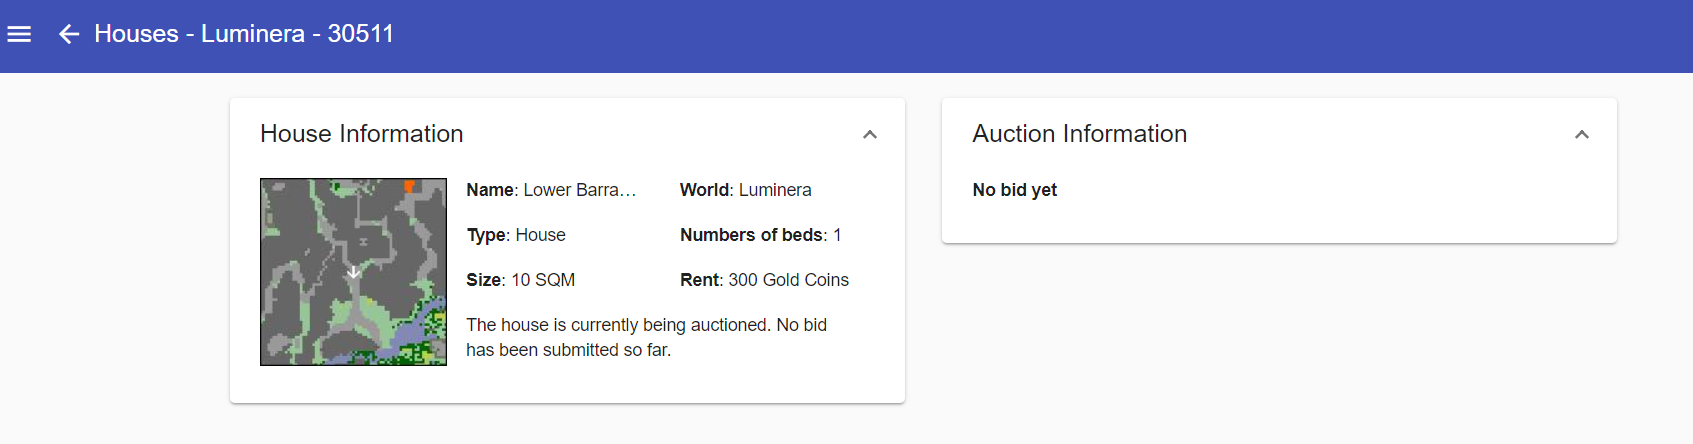 Houses - Luminera - 30511
House Information
Name: Lower Barra…
World: Luminera
Type: House
Numbers of beds: 1
Size: 10 SQM
Rent: 300 Gold Coins
The house is currently being auctioned. No bid
has been submitted so far.
Auction Information
No bid yet